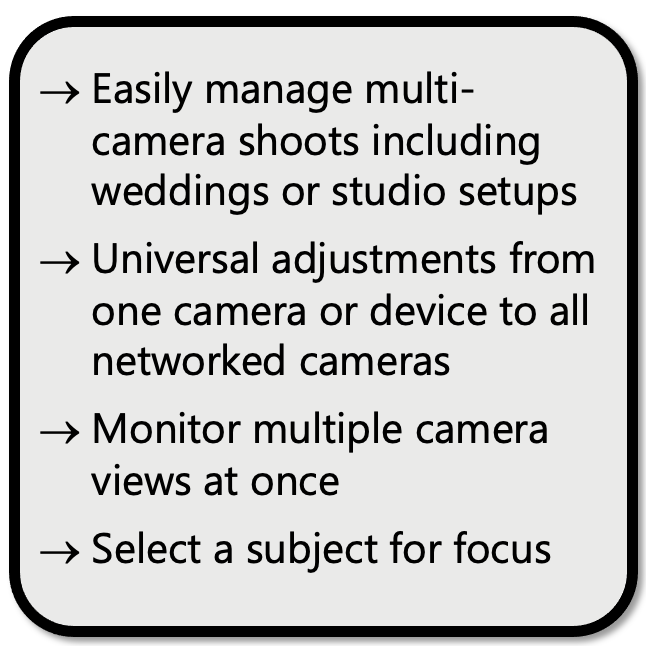 → Easily manage multi-
camera shoots including
weddings or studio setups
→ Universal adjustments from
one camera or device to all
networked cameras
→ Monitor multiple camera
views at once
→ Select a subject for focus